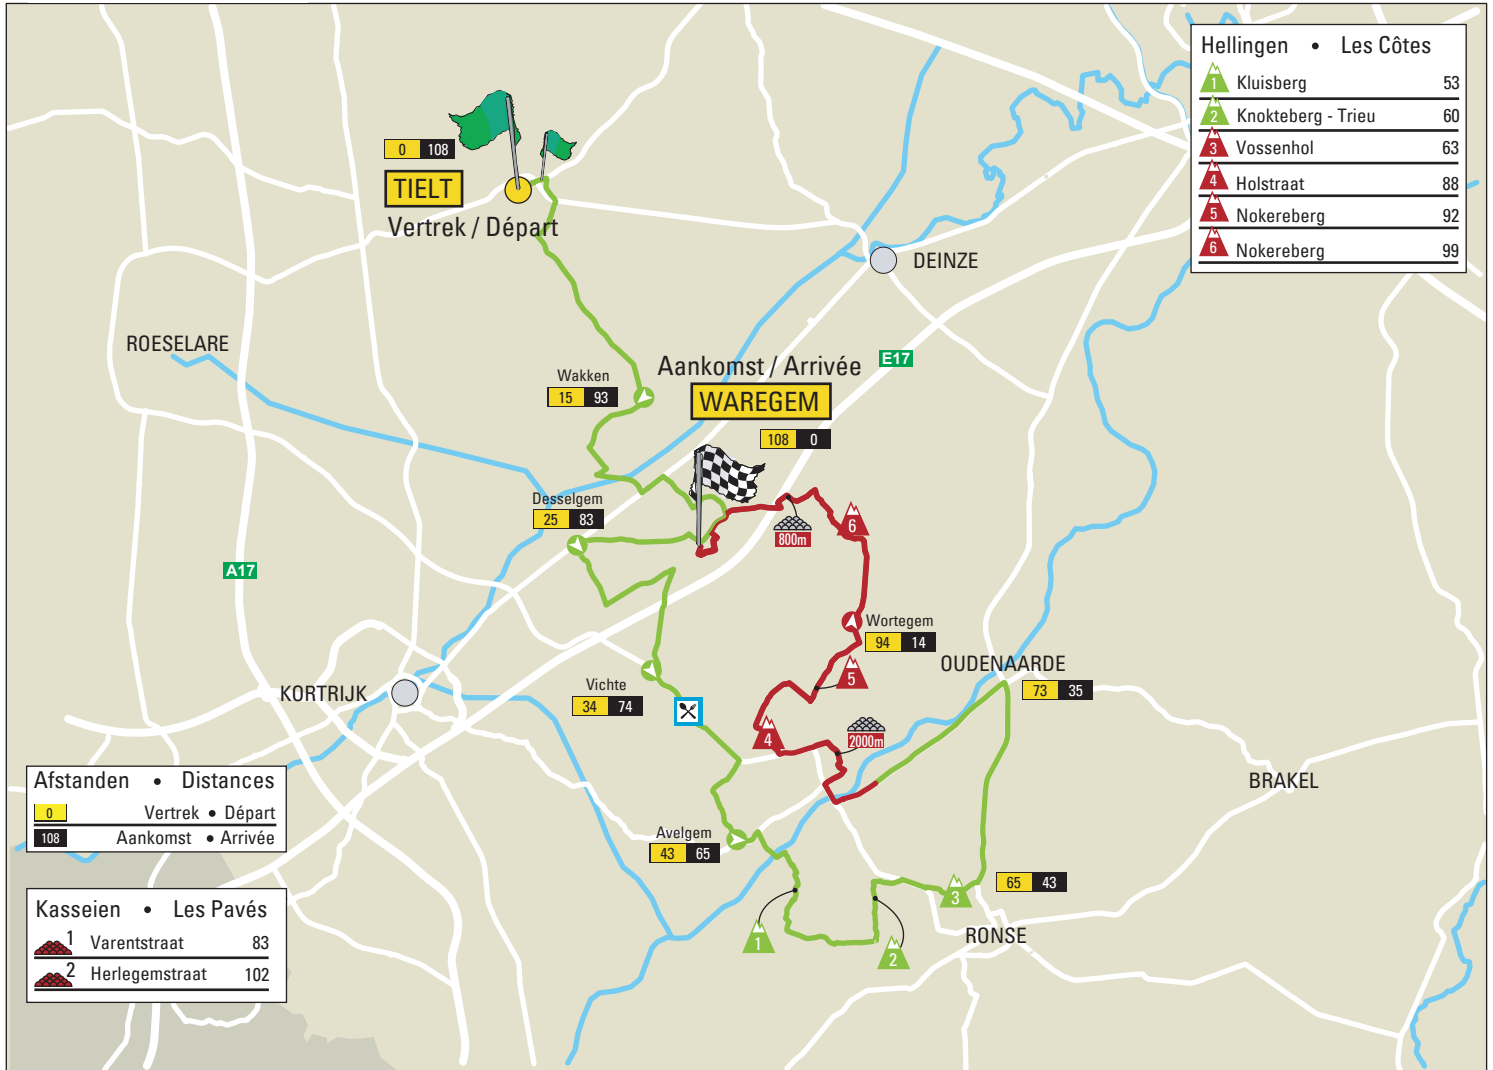 Hellingen • Les Côtes
1 Kluisberg 53
2 Knokteberg - Trieu 60
3 Vossenhol 63
4 Holstraat 88
5 Nokereberg 92
6 Nokereberg 99
0 108
TIELT
Vertrek / Départ
DEINZE
ROESELARE
Aankomst / Arrivée
E17
WAREGEM
108 0
Wakken
15 93
Desselgem
25 83
6
800m
A17
Wortegem
94 14
OUDENAARDE
73 35
KORTRIJK
Vichte
34 74
5
4
2000m
BRAKEL
Afstanden • Distances
0 Vertrek • Départ
108 Aankomst • Arrivée
Avelgem
43 65
65 43
3
1
2
RONSE
Kasseien • Les Pavés
1 Varentstraat 83
2 Herlegemstraat 102